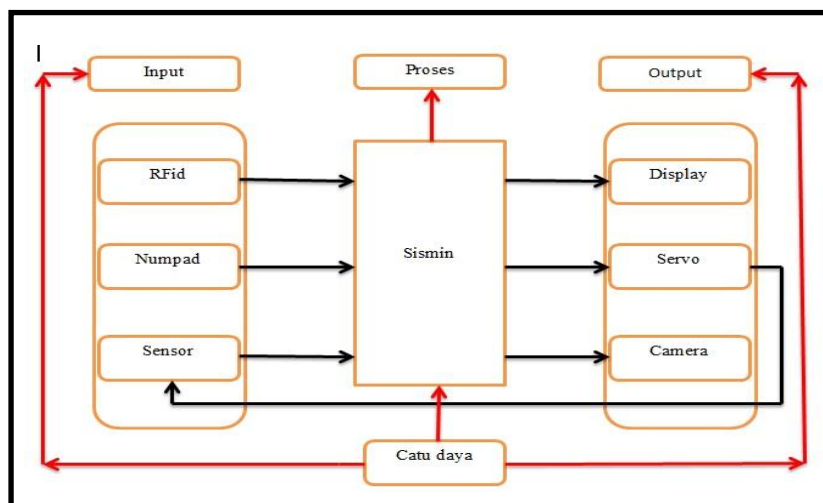 Input
Proses
Output
RFid
Display
Numpad
Sismin
Servo
Sensor
Camera
Catu daya